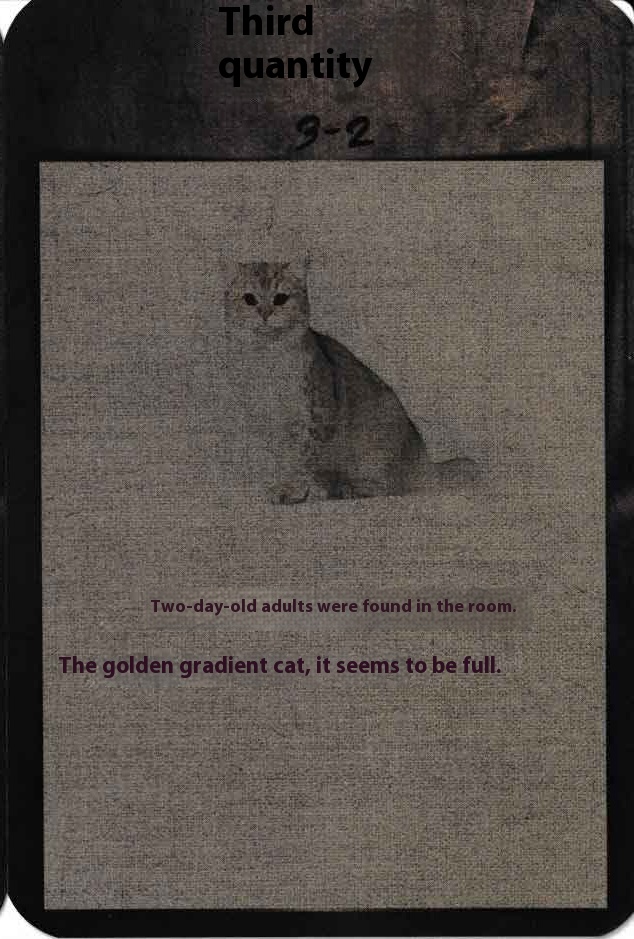 Third
quantity
3-2
Two-day-old adults were found in the room.
The golden gradient cat, it seems to be full.